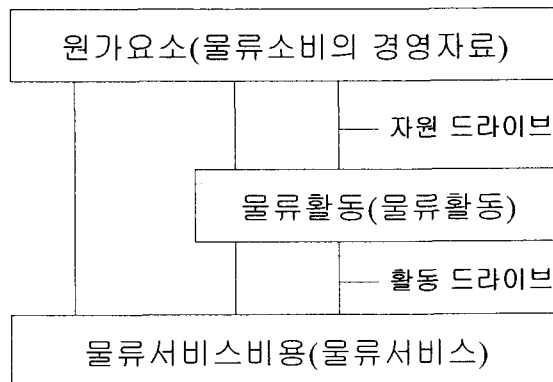 원가요소(물류소비의 경영자료)
자원 드라이브
물류활동(물류활동)
활동 드라이브
물류서비스비용(물류서비스)